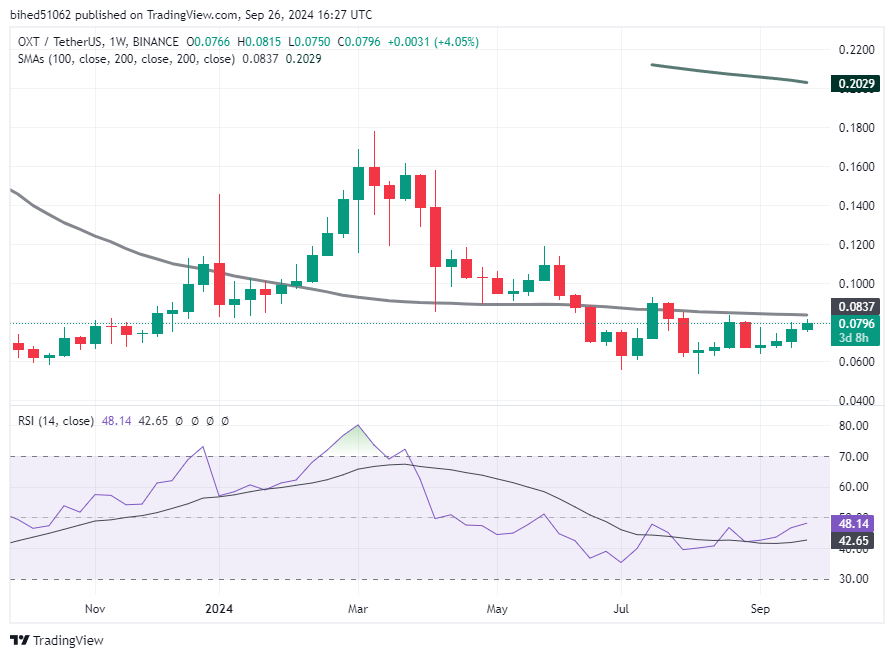 bihed51062 published on TradingView.com, Sep 26, 2024 16:27 UTC
OXT / TetherUS, 1W, BINANCE O0.0766 H0.0815 L0.0750 C0.0796 +0.0031 (+4.05%)
SMAs (100, close, 200, close, 200, close) 0.0837 0.2029
0.2200
0.2029
0.1800
0.1600
0.1400
0.1200
0.1000
0.0837
0.0796
3d 8h
0.0600
0.0400
RSI (14, close) 48.14 42.65 Ø Ø Ø Ø
80.00
70.00
60.00
50.00
48.14
42.65
40.00
30.00
Nov 2024 Mar May Jul Sep
TradingView